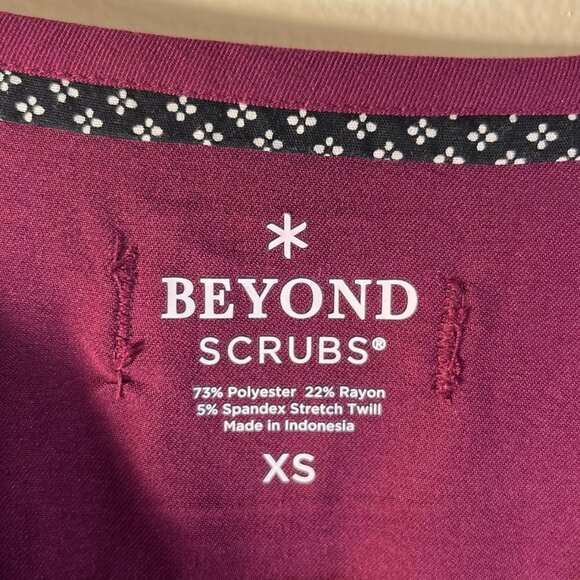 BEYOND
SCRUBS®
73% Polyester 22% Rayon
5% Spandex Stretch Twill
Made in Indonesia
XS